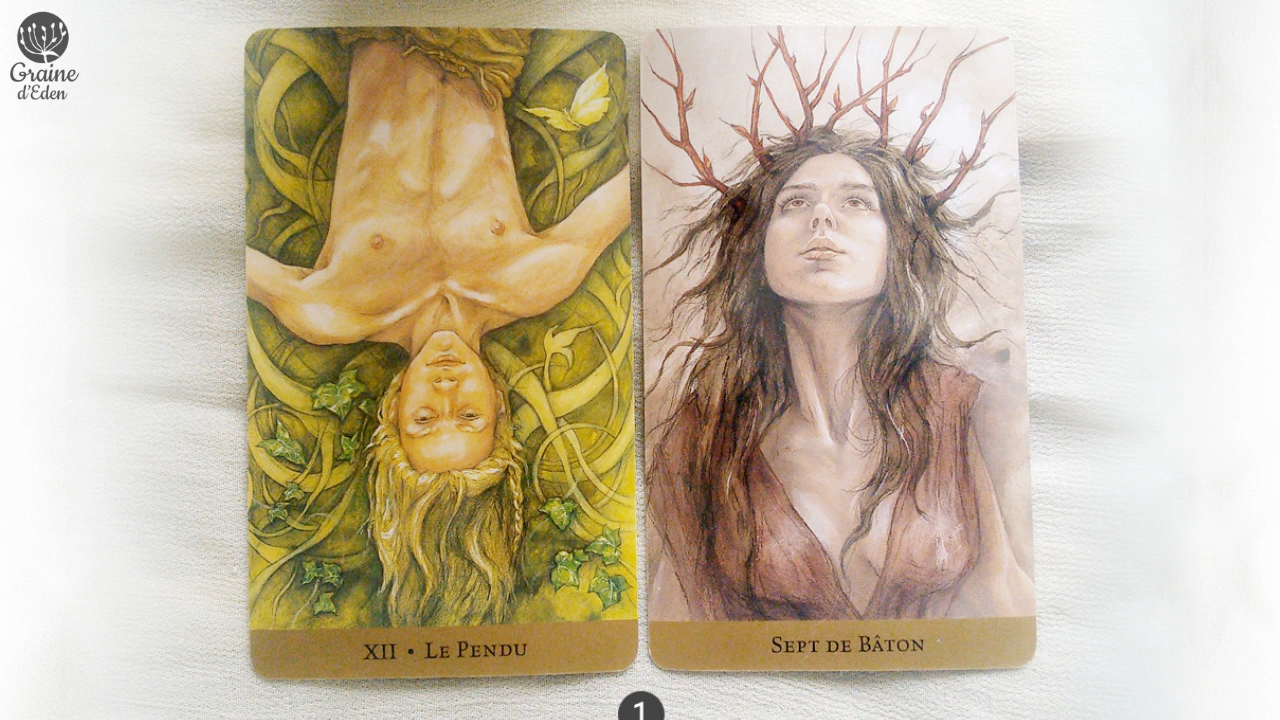 Graine
d'Eden
XII • Le Pendu
Sept de Bâton
1